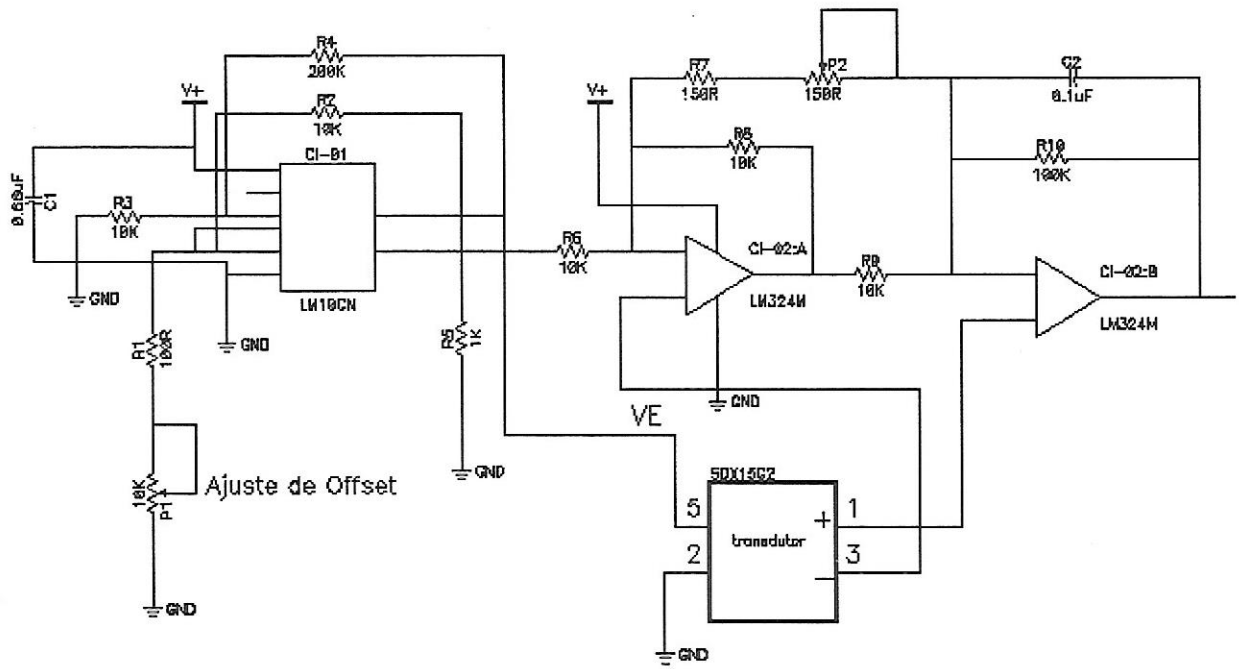 R4
200K
R7
150R
P2
150R
C2
0.1uF
V+
V+
R2
10K
CI-01
R8
10K
R10
100K
0.68uF
C1
R3
10K
R6
10K
CI-02:A
LM324M
R9
10K
CI-02:B
LM324M
GND
LM10CN
GND
R1
100R
R5
1K
GND
VE
GND
SDX15G2
10K
P1
Ajuste de Offset
5
1
transdutor
+
2
3
-
GND
GND